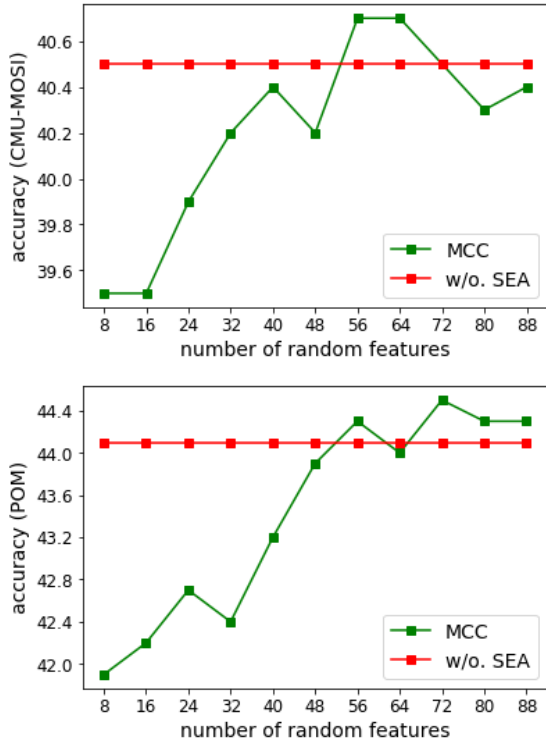 accuracy (CMU-MOSI)
40.6
40.4
40.2
40.0
39.8
39.6
MCC
w/o. SEA
8 16 24 32 40 48 56 64 72 80 88
number of random features
accuracy (POM)
44.4
44.0
43.6
43.2
42.8
42.4
42.0
MCC
w/o. SEA
8 16 24 32 40 48 56 64 72 80 88
number of random features